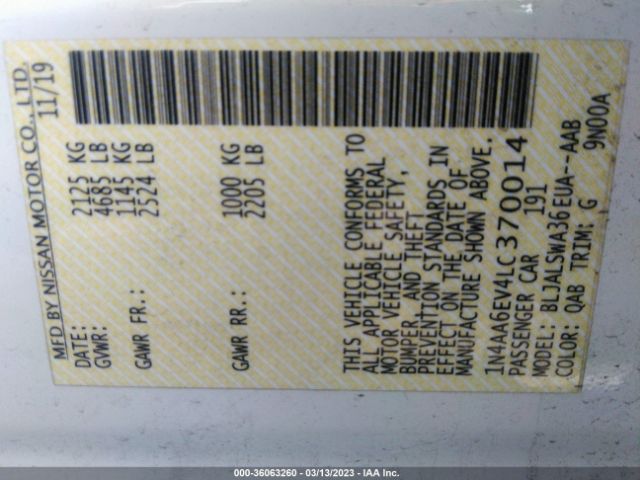 MFD BY NISSAN MOTOR CO., LTD.
DATE: 11/19
GVWR: 2125 KG
4685 LB
GAWR FR.: 1145 KG
2524 LB
GAWR RR.: 1000 KG
2205 LB
THIS VEHICLE CONFORMS TO
ALL APPLICABLE FEDERAL
MOTOR VEHICLE SAFETY,
BUMPER, AND THEFT
PREVENTION STANDARDS IN
EFFECT ON THE DATE OF
MANUFACTURE SHOWN ABOVE.
1N4AA6EV4LC370014
PASSENGER CAR 191
MODEL: BLJALSWA36EUA--AAB
COLOR: QAB TRIM: G 9N00A
000-36063260 - 03/13/2023 - IAA Inc.